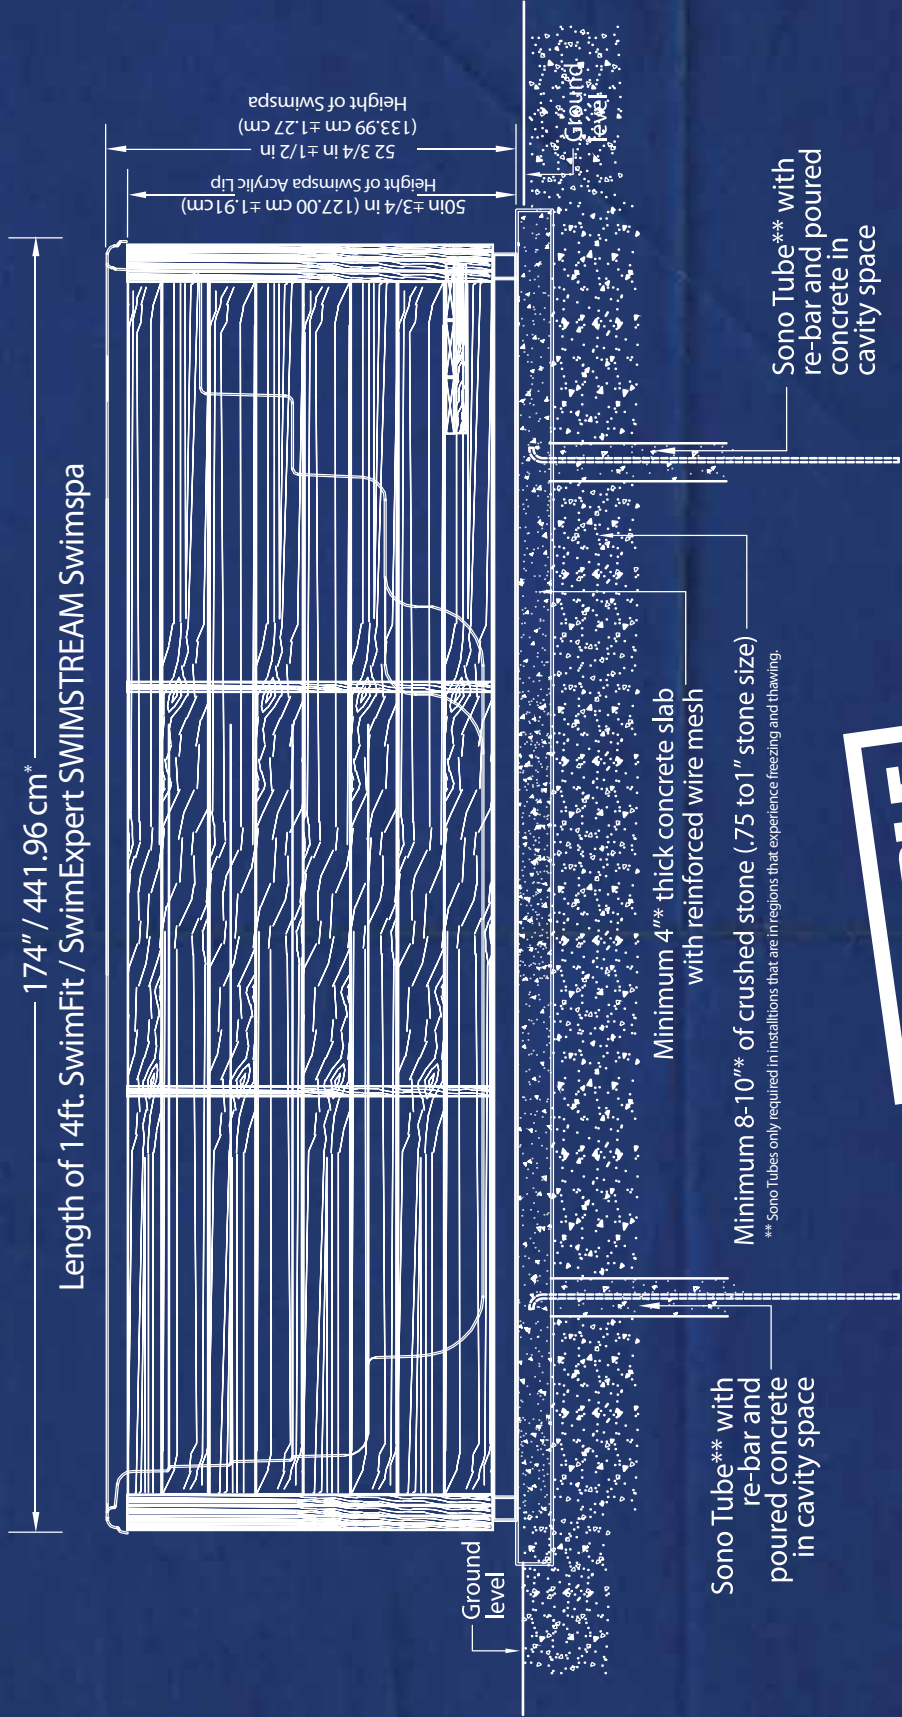 174" / 441.96 cm*
Length of 14ft. SwimFit / SwimExpert SWIMSTREAM Swimspa
52 3/4 in ±1/2 in
(133.99 cm ±1.27 cm)
Height of Swimspa
50in ±3/4 in (127.00 cm ±1.91cm)
Height of Swimspa Acrylic Lip
Ground
level
Ground
level
Minimum 4"* thick concrete slab
with reinforced wire mesh
Minimum 8-10"* of crushed stone (.75 to1" stone size)
** Sono Tubes only required in installtions that are in regions that experience freezing and thawing.
Sono Tube** with
re-bar and
poured concrete
in cavity space
Sono Tube** with
re-bar and poured
concrete in
cavity space